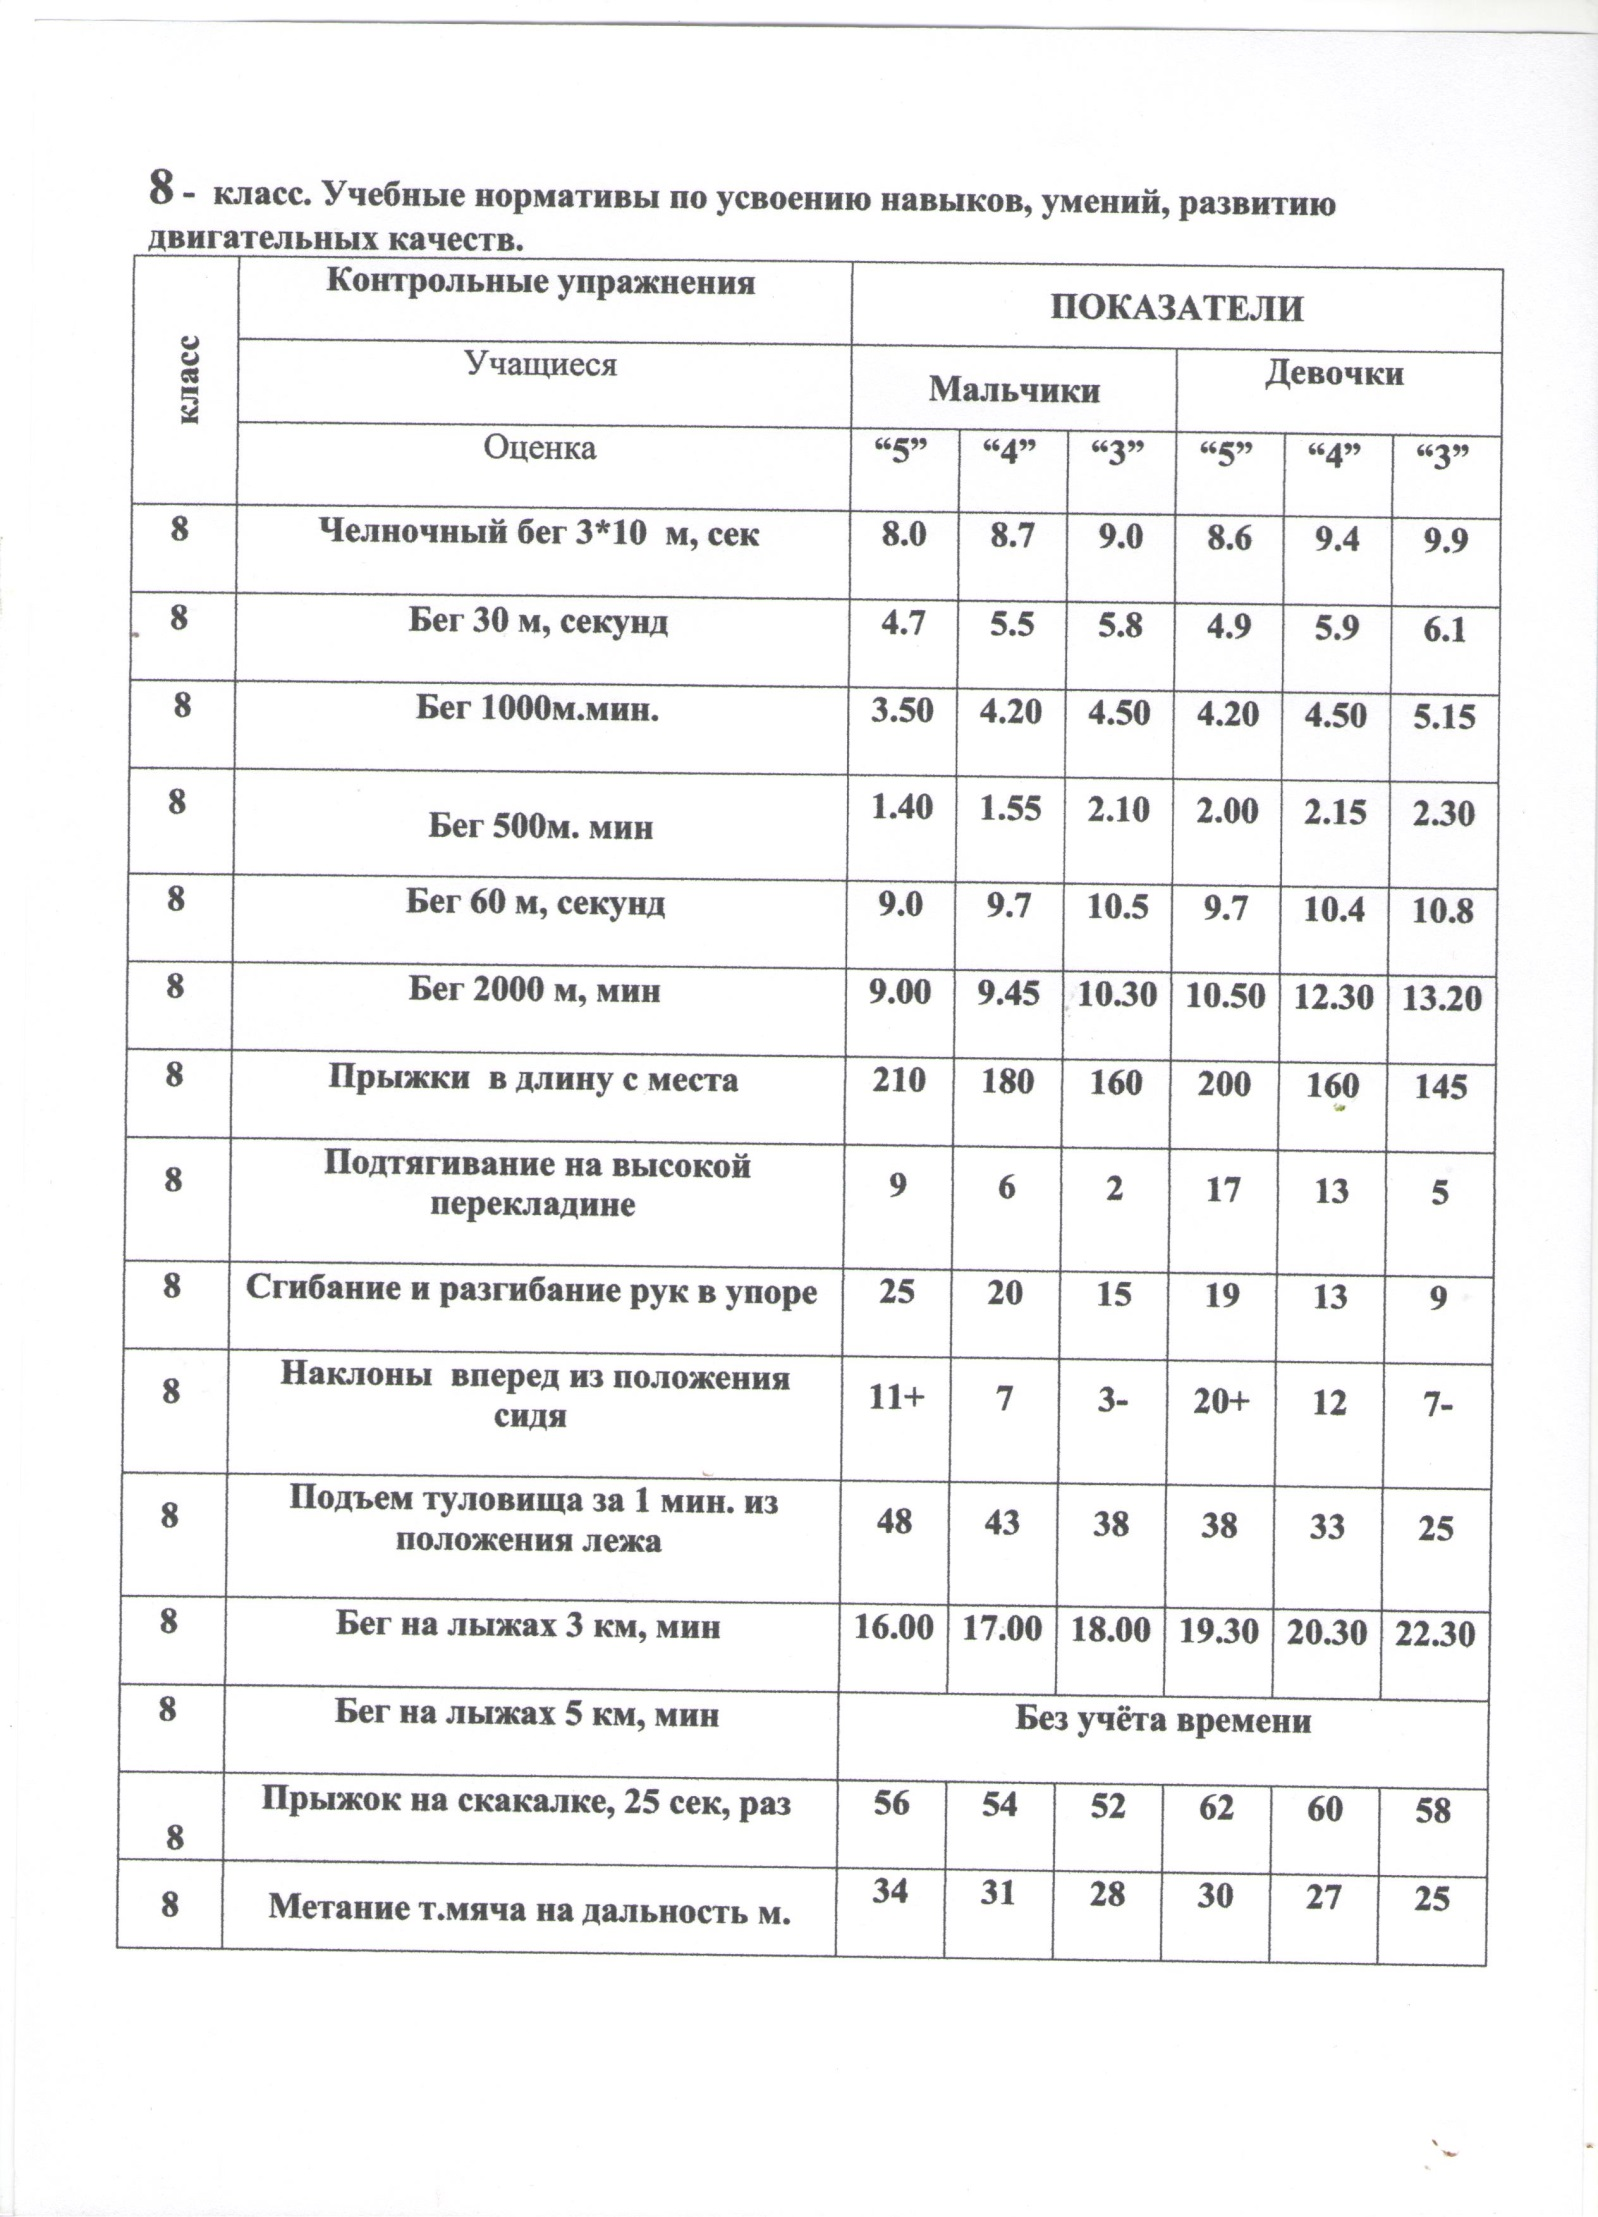 8 - класс. Учебные нормативы по усвоению навыков, умений, развитию
двигательных качеств.
класс
Контрольные упражнения
ПОКАЗАТЕЛИ
Учащиеся
Мальчики
Девочки
Оценка “5” “4” “3” “5” “4” “3”
8 Челночный бег 3*10 м, сек 8.0 8.7 9.0 8.6 9.4 9.9
8 Бег 30 м, секунд 4.7 5.5 5.8 4.9 5.9 6.1
8 Бег 1000м.мин. 3.50 4.20 4.50 4.20 4.50 5.15
8 Бег 500м. мин 1.40 1.55 2.10 2.00 2.15 2.30
8 Бег 60 м, секунд 9.0 9.7 10.5 9.7 10.4 10.8
8 Бег 2000 м, мин 9.00 9.45 10.30 10.50 12.30 13.20
8 Прыжки в длину с места 210 180 160 200 160 145
8 Подтягивание на высокой
перекладине 9 6 2 17 13 5
8 Сгибание и разгибание рук в упоре 25 20 15 19 13 9
8 Наклоны вперед из положения
сидя 11+ 7 3- 20+ 12 7-
8 Подъем туловища за 1 мин. из
положения лежа 48 43 38 38 33 25
8 Бег на лыжах 3 км, мин 16.00 17.00 18.00 19.30 20.30 22.30
8 Бег на лыжах 5 км, мин Без учёта времени
8 Прыжок на скакалке, 25 сек, раз 56 54 52 62 60 58
8 Метание т.мяча на дальность м. 34 31 28 30 27 25